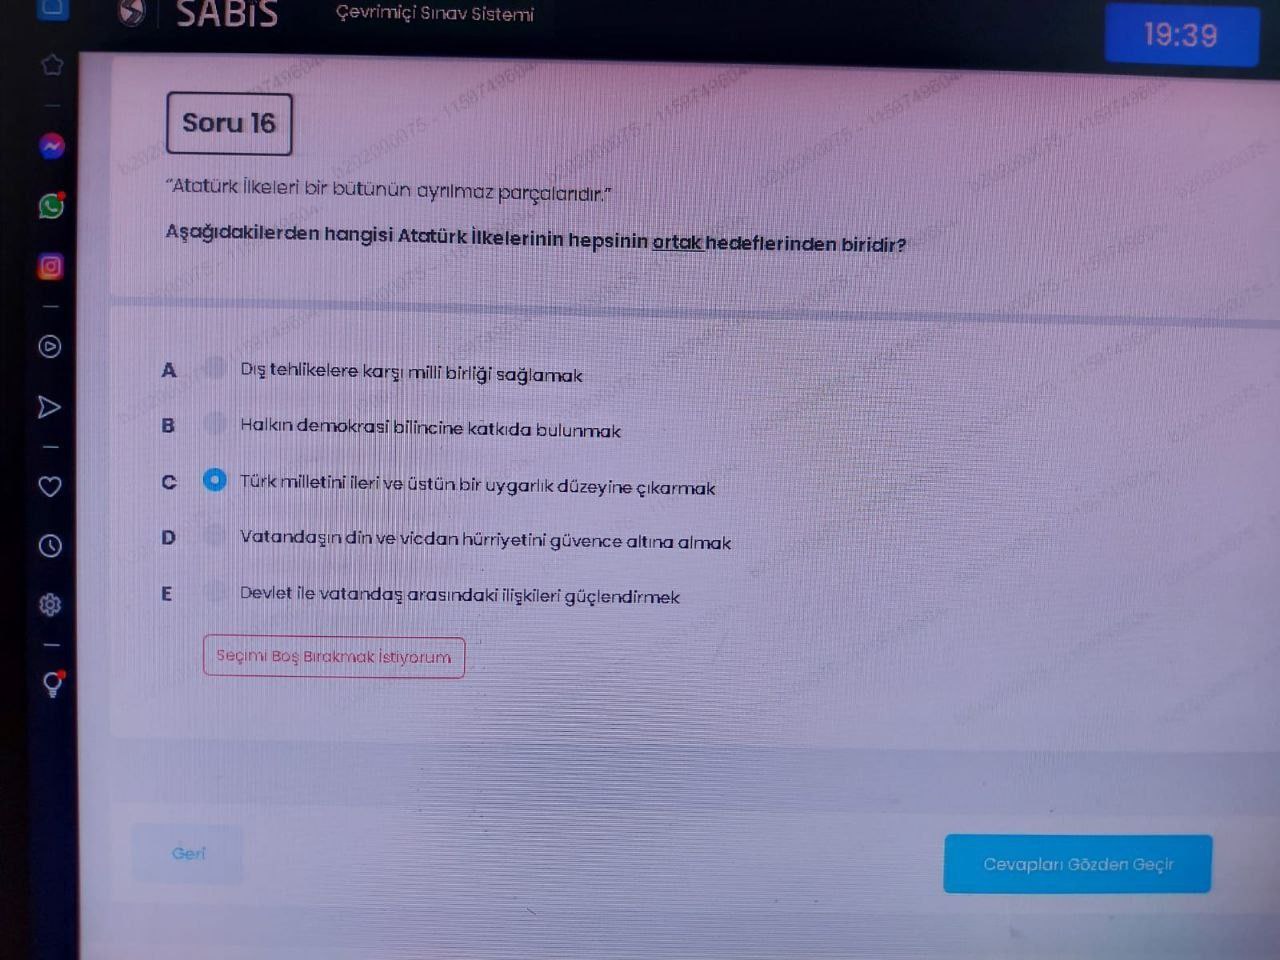 SABİS
Çevrimiçi Sınav Sistemi
19:39
Soru 16
"Atatürk İlkeleri bir bütünün ayrılmaz parçalarıdır."
Aşağıdakilerden hangisi Atatürk İlkelerinin hepsinin ortak hedeflerinden biridir?
A Dış tehlikelere karşı milli birliği sağlamak
B Halkın demokrasi bilincine katkıda bulunmak
C Türk milletini ileri ve üstün bir uygarlık düzeyine çıkarmak
D Vatandaşın din ve vicdan hürriyetini güvence altına almak
E Devlet ile vatandaş arasındaki ilişkileri güçlendirmek
Seçimi Boş Bırakmak İstiyorum
Geri
Cevapları Gözden Geçir